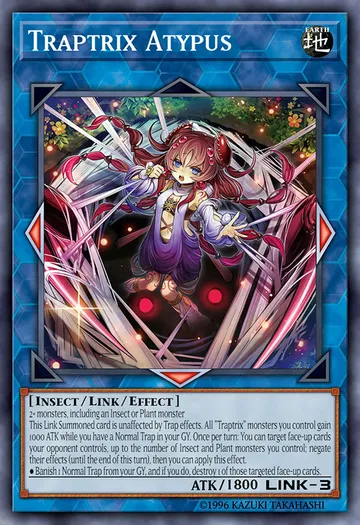 Traptrix Atypus
EARTH
地
[Insect/Link/Effect]
2+ monsters, including an Insect or Plant monster
This Link Summoned card is unaffected by Trap effects. All "Traptrix" monsters you control gain
1000 ATK while you have a Normal Trap in your GY. Once per turn: You can target face-up cards
your opponent controls, up to the number of Insect and Plant monsters you control; negate
their effects (until the end of this turn), then you can apply this effect.
● Banish 1 Normal Trap from your GY, and if you do, destroy 1 of those targeted face-up cards.
ATK/1800 LINK-3
©1996 KAZUKI TAKAHASHI